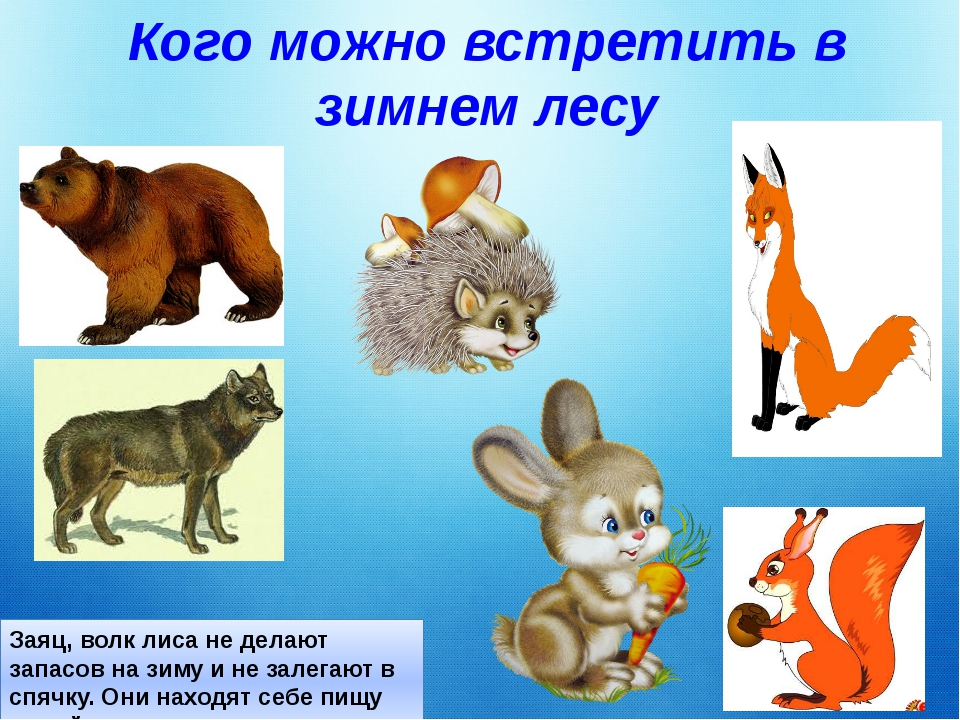 Кого можно встретить в
зимнем лесу
Заяц, волк лиса не делают
запасов на зиму и не залегают в
спячку. Они находят себе пищу